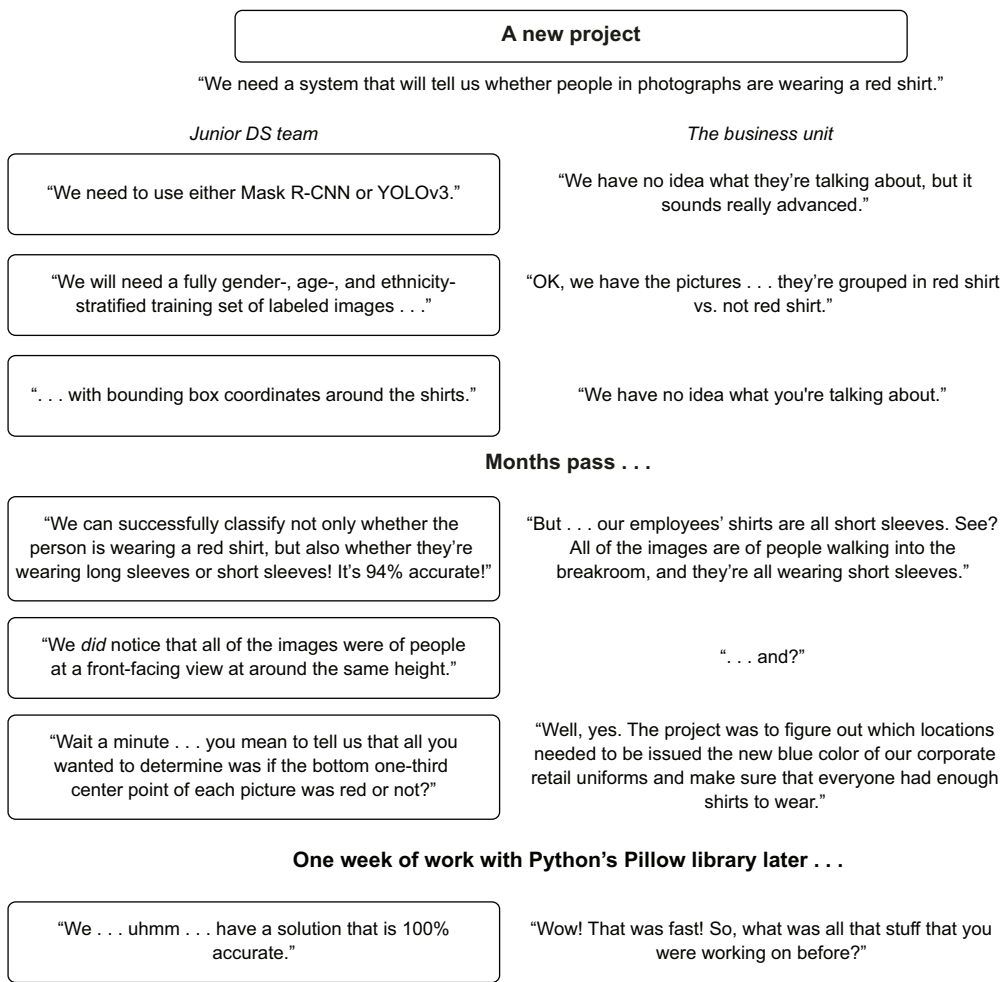 A new project
“We need a system that will tell us whether people in photographs are wearing a red shirt.”
Junior DS team
The business unit
“We need to use either Mask R-CNN or YOLOv3.”
“We have no idea what they’re talking about, but it
sounds really advanced.”
“We will need a fully gender-, age-, and ethnicity-
stratified training set of labeled images . . .”
“OK, we have the pictures . . . they’re grouped in red shirt
vs. not red shirt.”
“. . . with bounding box coordinates around the shirts.”
“We have no idea what you're talking about.”
Months pass . . .
“We can successfully classify not only whether the
person is wearing a red shirt, but also whether they’re
wearing long sleeves or short sleeves! It’s 94% accurate!”
“But . . . our employees’ shirts are all short sleeves. See?
All of the images are of people walking into the
breakroom, and they’re all wearing short sleeves.”
“We did notice that all of the images were of people
at a front-facing view at around the same height.”
“. . . and?”
“Wait a minute . . . you mean to tell us that all you
wanted to determine was if the bottom one-third
center point of each picture was red or not?”
“Well, yes. The project was to figure out which locations
needed to be issued the new blue color of our corporate
retail uniforms and make sure that everyone had enough
shirts to wear.”
One week of work with Python’s Pillow library later . . .
“We . . . uhmm . . . have a solution that is 100%
accurate.”
“Wow! That was fast! So, what was all that stuff that you
were working on before?”